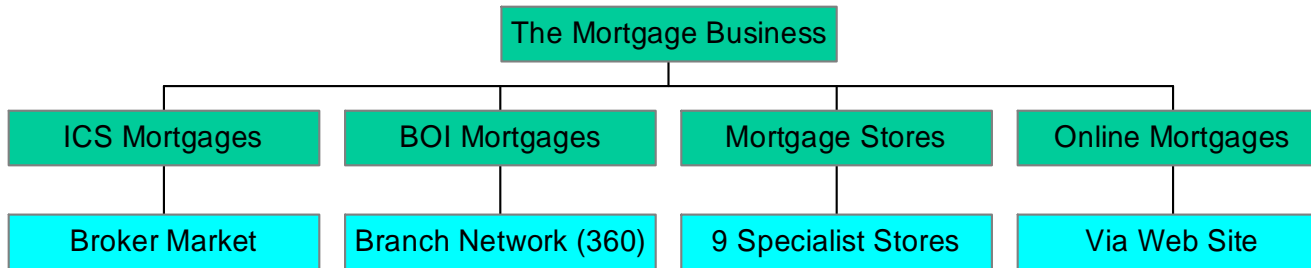 The Mortgage Business
ICS Mortgages
BOI Mortgages
Mortgage Stores
Online Mortgages
Broker Market
Branch Network (360)
9 Specialist Stores
Via Web Site